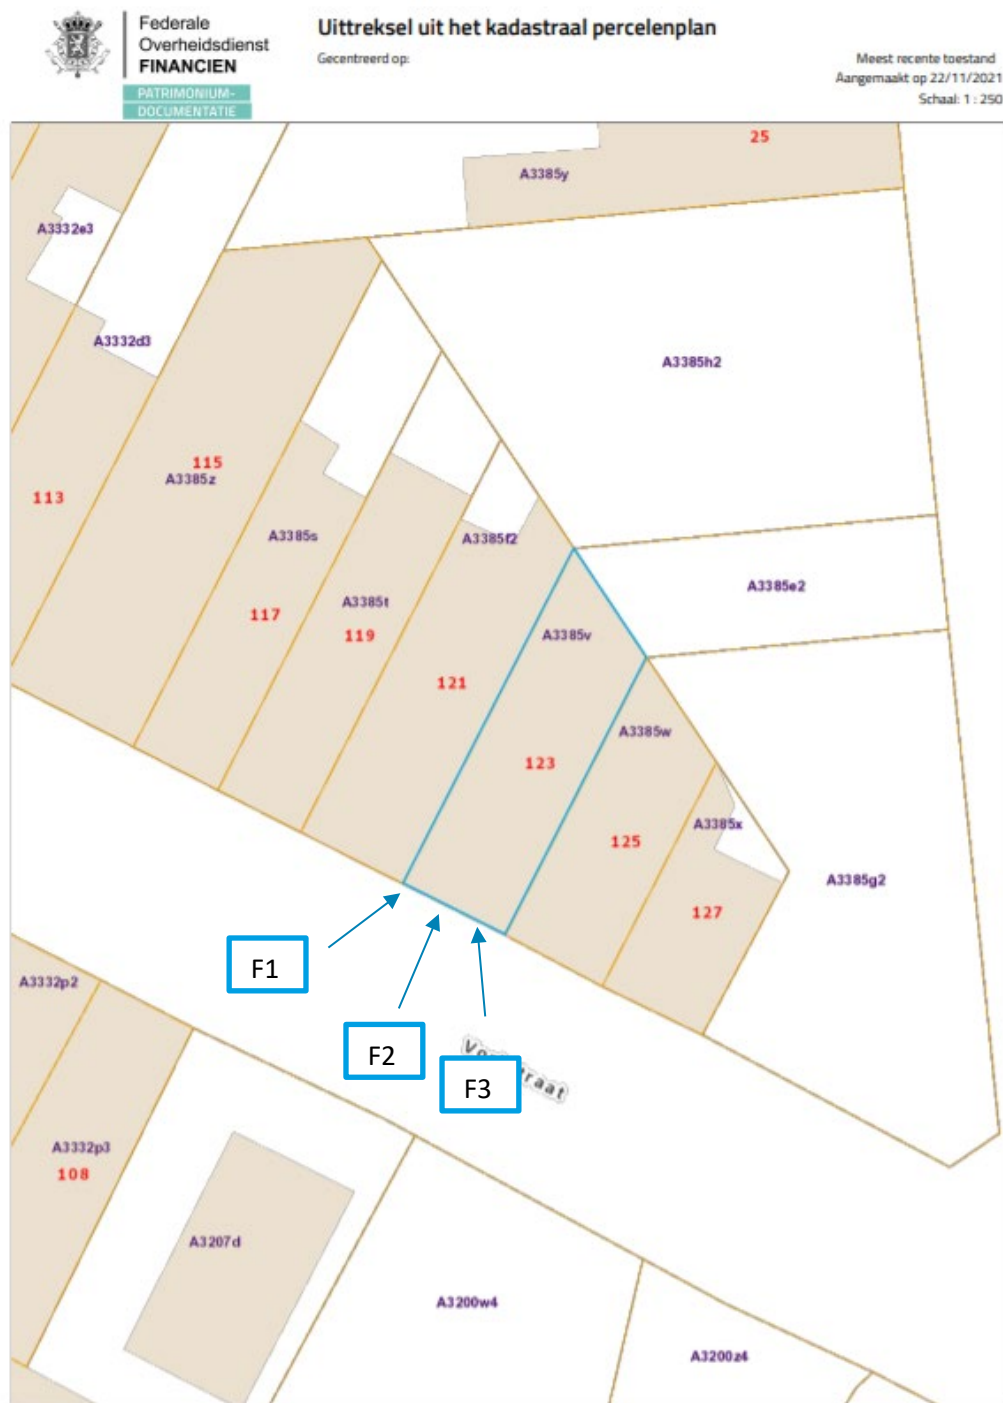 Federale
Overheidsdienst
FINANCIEN
PATRIMONIUM-
DOCUMENTATIE
Uittreksel uit het kadastraal percelenplan
Gecentreerd op:
Meest recente toestand
Aangemaakt op 22/11/2021
Schaal: 1 : 250
25
A3385y
A3332e3
A3332d3
A3385h2
115
A3385z
113
A3385s
A3385f2
A3385e2
A3385t
117
119
A3385v
121
A3385w
123
A3385x
125
A3385g2
127
F1
A3332p2
F2
F3
A3332p3
108
A3207d
A3200w4
A3200z4